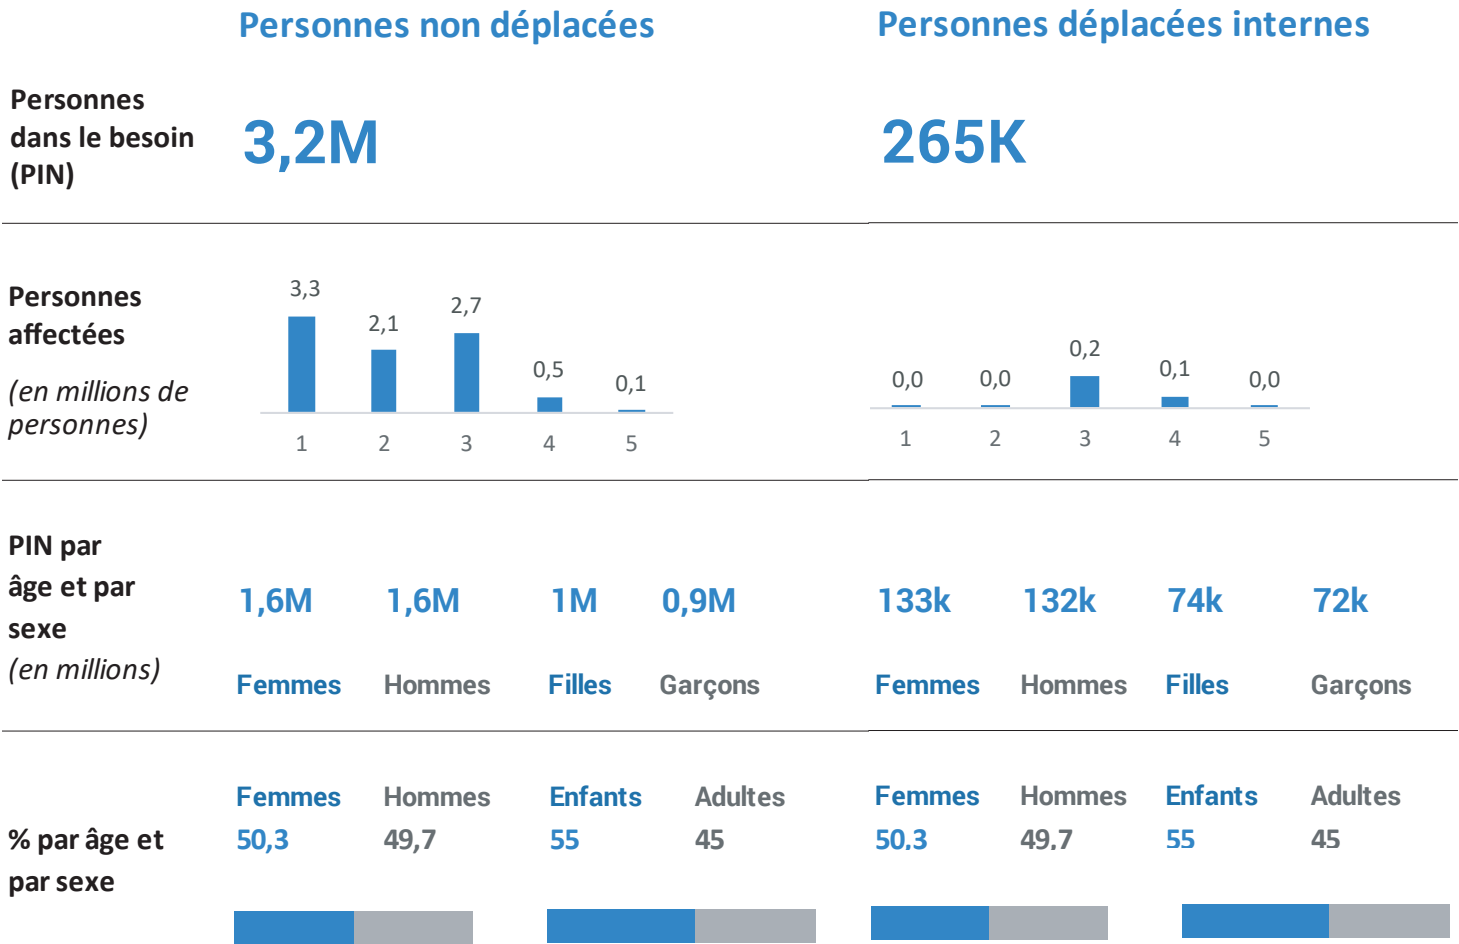 Personnes non déplacées
Personnes déplacées internes
Personnes
dans le besoin
(PIN)
3,2M
265K
Personnes
affectées
(en millions de
personnes)
3,3
2,1
2,7
0,5
0,1
1
2
3
4
5
0,0
0,0
0,2
0,1
0,0
1
2
3
4
5
PIN par
âge et par
sexe
(en millions)
1,6M
1,6M
1M
0,9M
133k
132k
74k
72k
Femmes
Hommes
Filles
Garçons
Femmes
Hommes
Filles
Garçons
% par âge et
par sexe
Femmes
Hommes
Enfants
Adultes
Femmes
Hommes
Enfants
Adultes
50,3
49,7
55
45
50,3
49,7
55
45